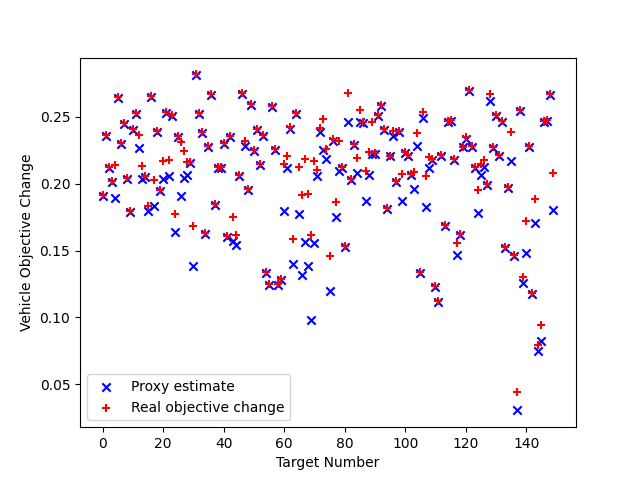 0.25
0.20
0.15
0.10
0.05
Vehicle Objective Change
Proxy estimate
Real objective change
0 20 40 60 80 100 120 140
Target Number